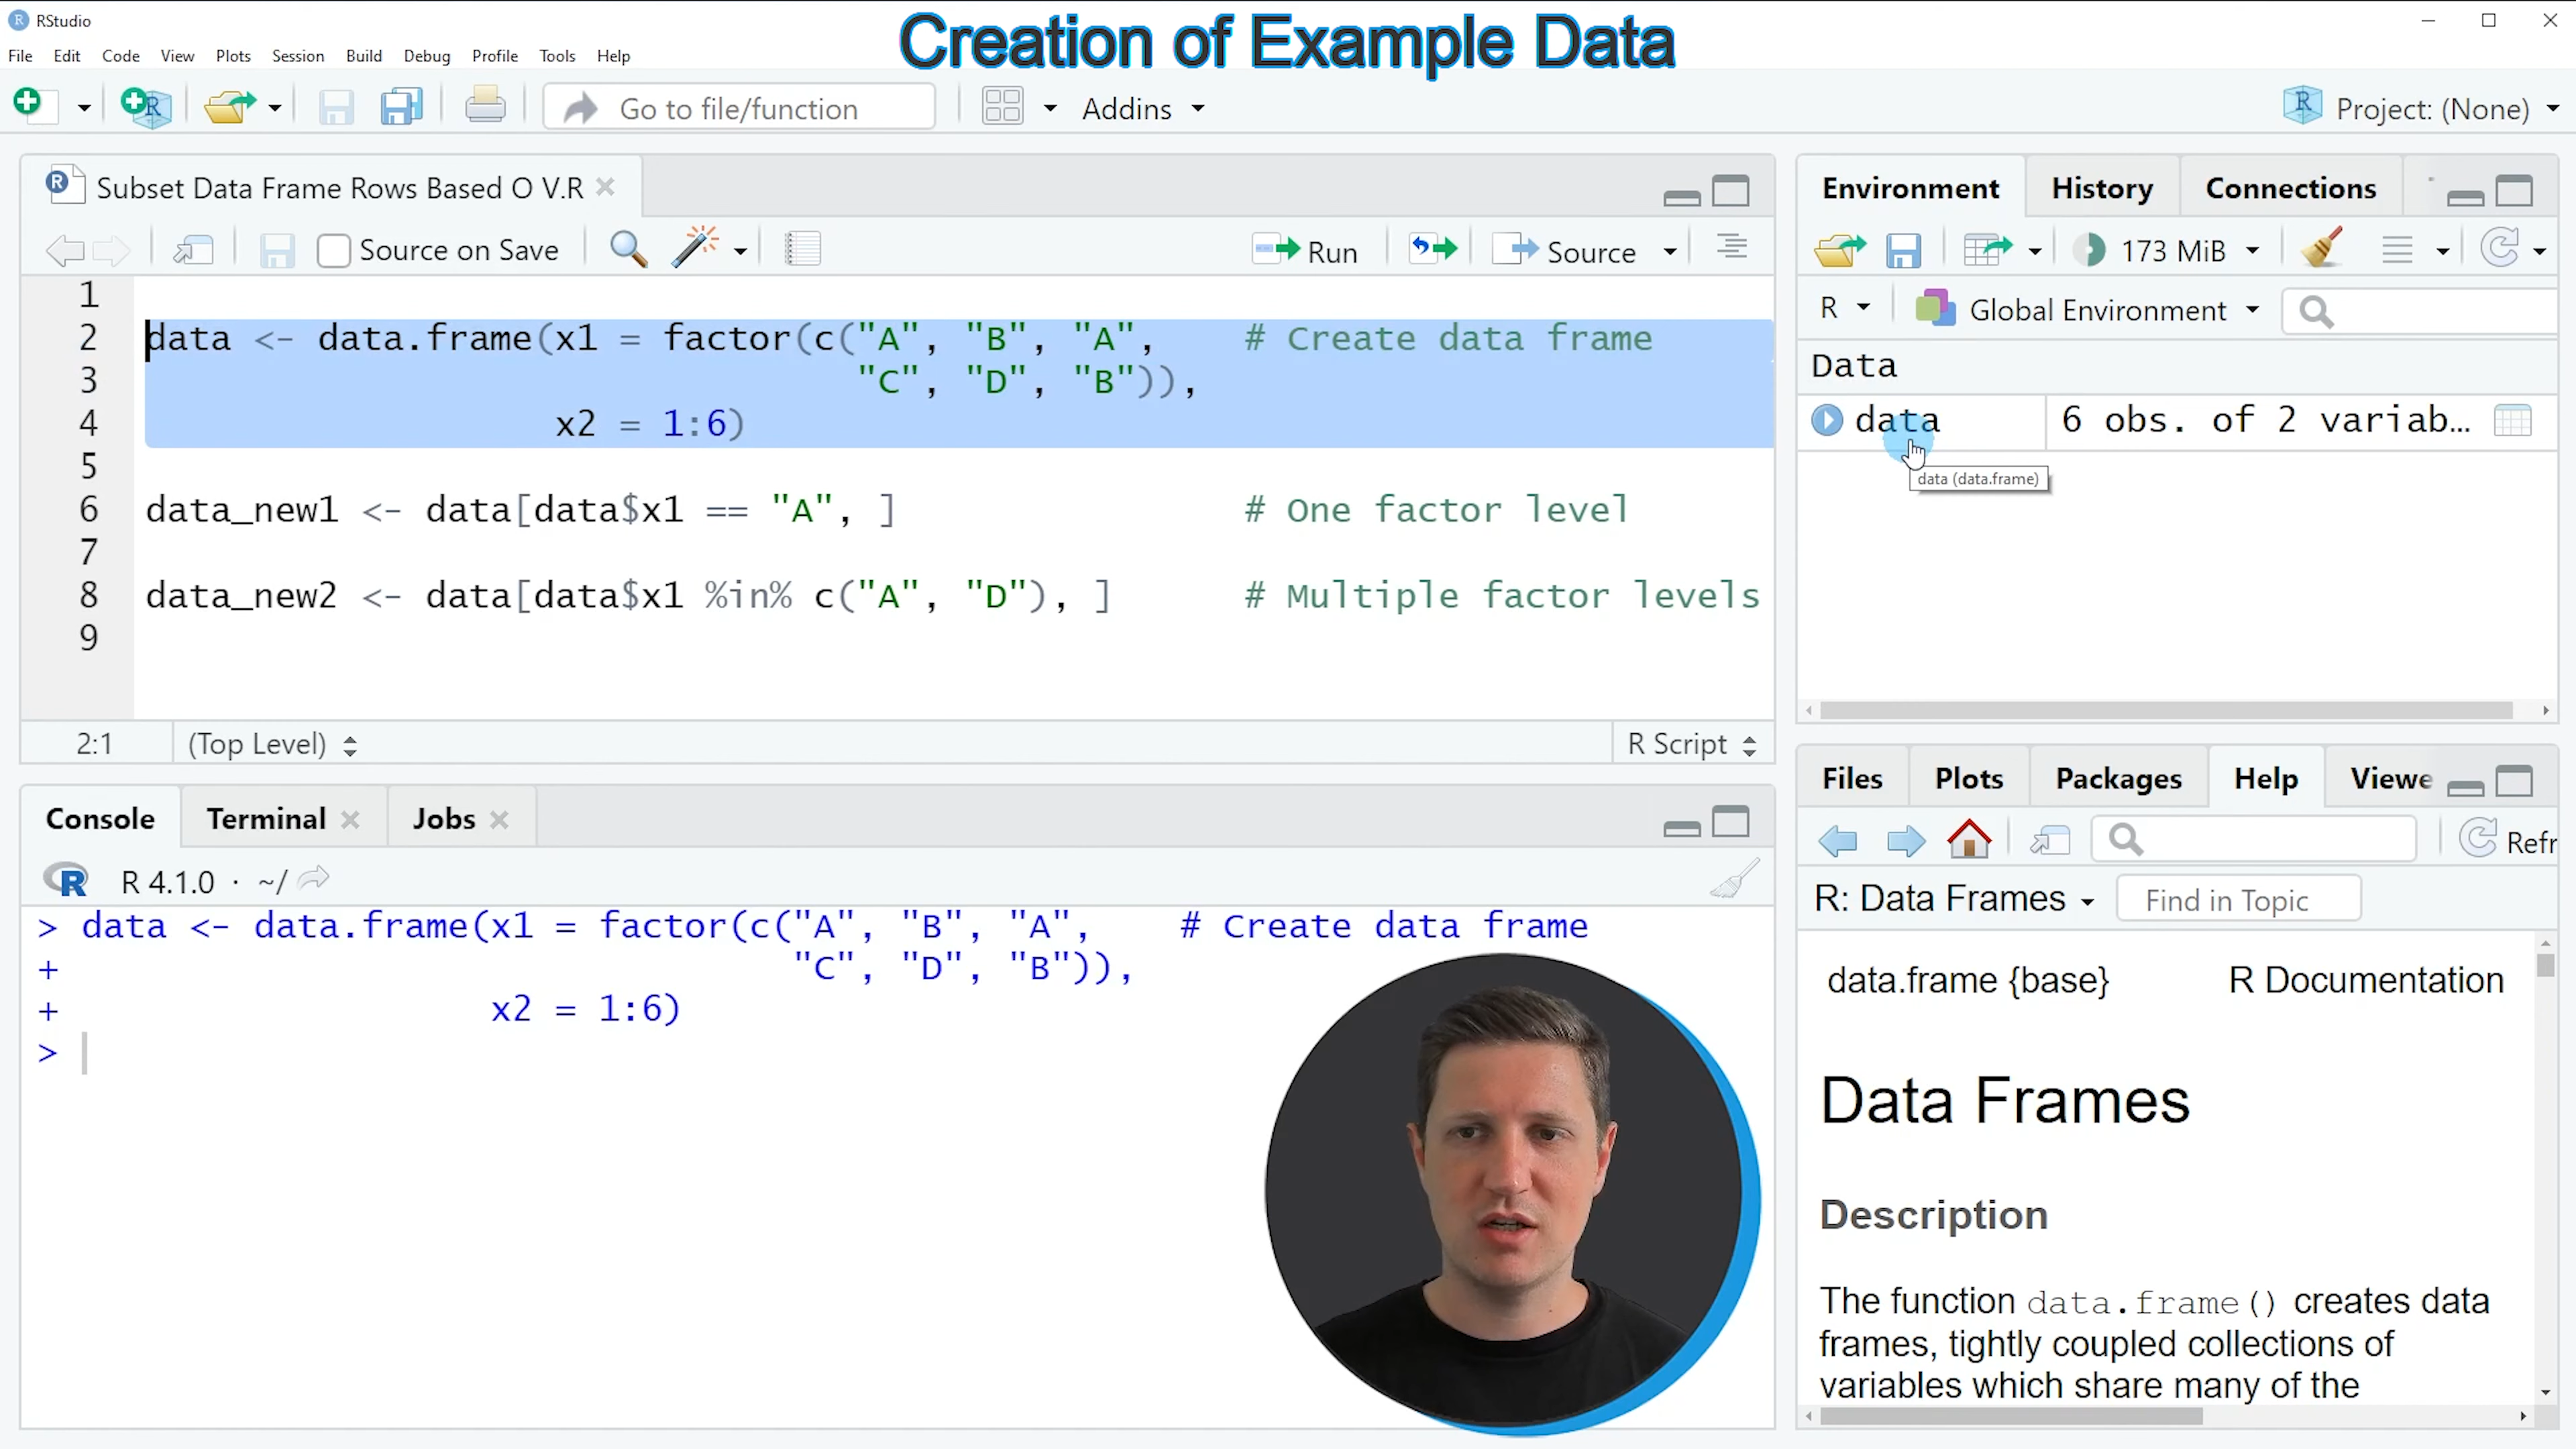 RStudio
Creation of Example Data
File Edit Code View Plots Session Build Debug Profile Tools Help
Go to file/function
Addins
Project: (None)
Subset Data Frame Rows Based O V.R
Source on Save
Run
Source
1
2 data <- data.frame(x1 = factor(c("A", "B", "A", # Create data frame
3 "C", "D", "B")),
4 x2 = 1:6)
5
6 data_new1 <- data[data$x1 == "A", ] # One factor level
7
8 data_new2 <- data[data$x1 %in% c("A", "D"), ] # Multiple factor levels
9
2:1 (Top Level) R Script
Console Terminal Jobs
R 4.1.0 · ~/
> data <- data.frame(x1 = factor(c("A", "B", "A", # Create data frame
+ "C", "D", "B")),
+ x2 = 1:6)
>
Environment History Connections
173 MiB
R Global Environment
Data
data 6 obs. of 2 variab...
data (data.frame)
Files Plots Packages Help Viewe
Refr
R: Data Frames Find in Topic
data.frame {base} R Documentation
Data Frames
Description
The function data.frame() creates data
frames, tightly coupled collections of
variables which share many of the